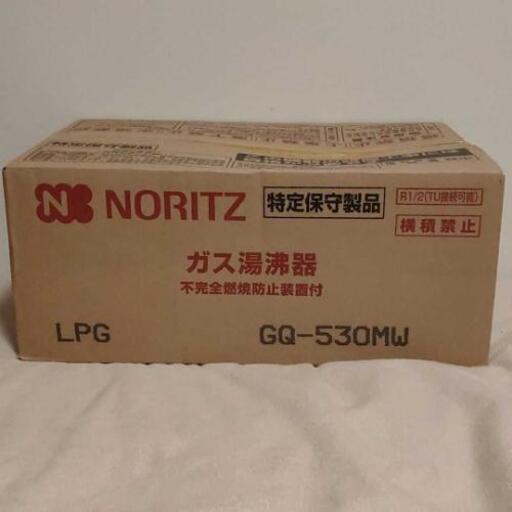 N NORITZ
特定保守製品
R1/2(TU接続可能)
横積禁止
ガス湯沸器
不完全燃焼防止装置付
LPG
GQ-530MW